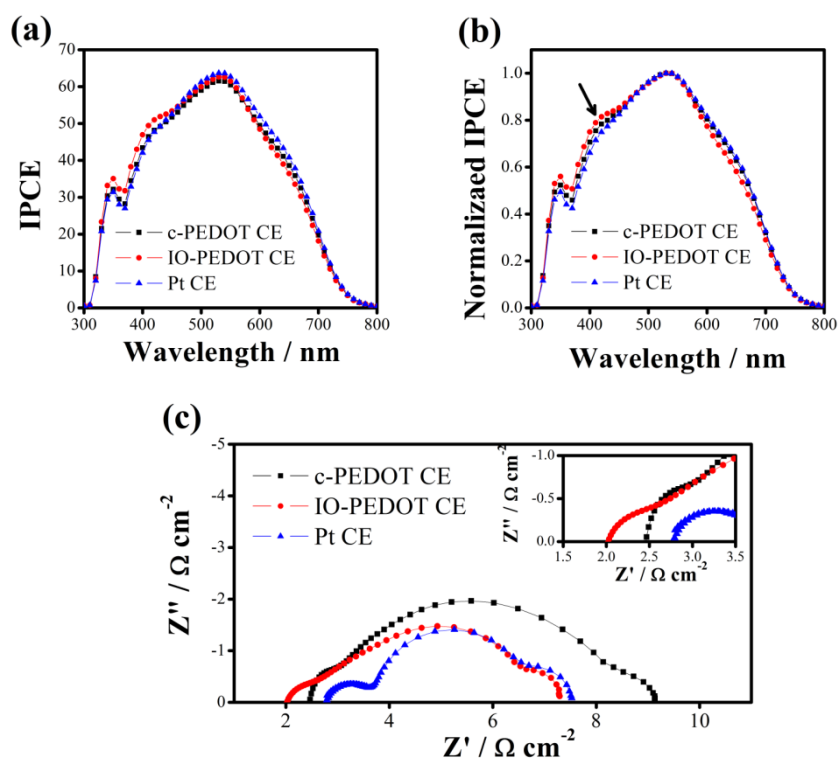 (a)
70
60
50
40
30
20
10
0
IPCE
c-PEDOT CE
IO-PEDOT CE
Pt CE
300 400 500 600 700 800
Wavelength / nm
(b)
1.0
0.8
0.6
0.4
0.2
0.0
Normalizaed IPCE
c-PEDOT CE
IO-PEDOT CE
Pt CE
300 400 500 600 700 800
Wavelength / nm
(c)
-5
-4
-3
-2
-1
0
Z" / Ω cm-2
c-PEDOT CE
IO-PEDOT CE
Pt CE
-1.0
-0.5
0.0
Z" / Ω cm-2
1.5 2.0 2.5 3.0 3.5
Z' / Ω cm-2
2 4 6 8 10
Z' / Ω cm-2